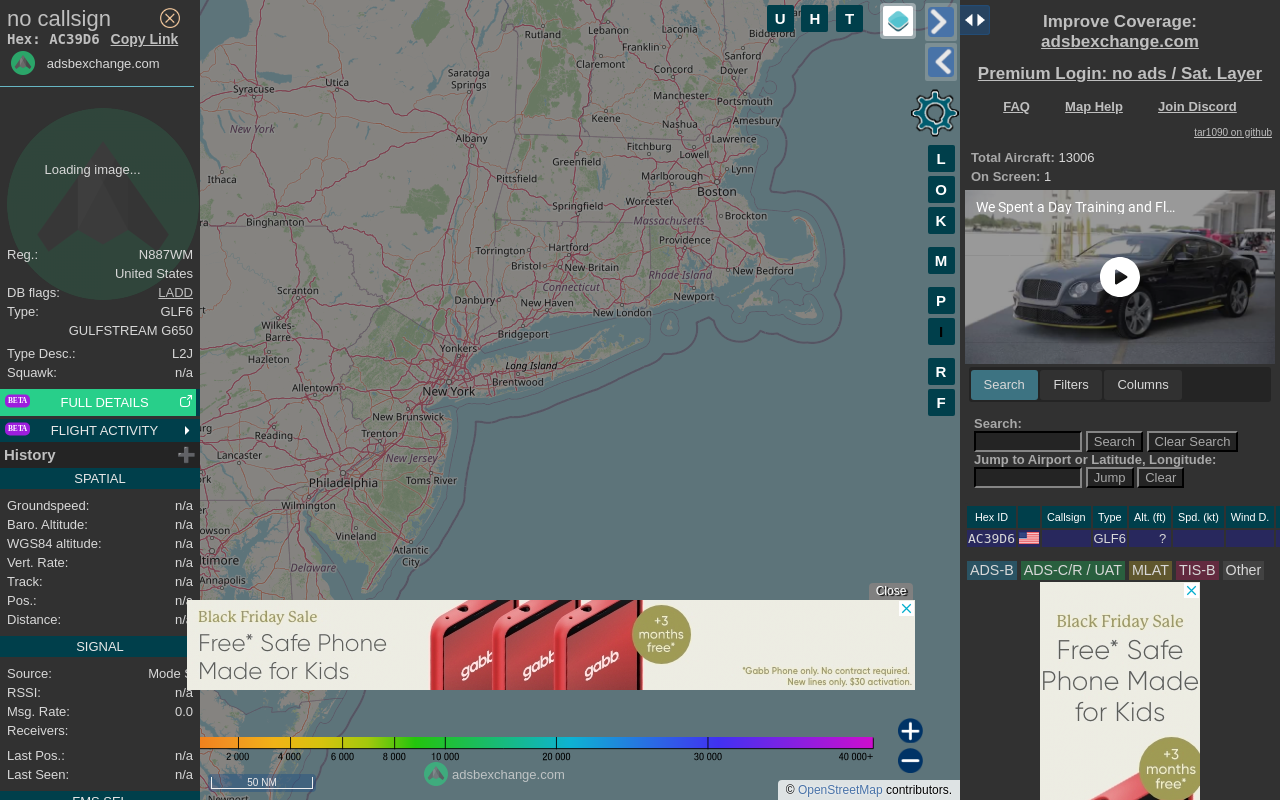 no callsign
Hex: AC39D6 Copy Link
adsbexchange.com
Loading image...
Reg.: N887WM
United States
DB flags: LADD
Type: GLF6
GULFSTREAM G650
Type Desc.: L2J
Squawk: n/a
BETA FULL DETAILS
BETA FLIGHT ACTIVITY
History
SPATIAL
Groundspeed: n/a
Baro. Altitude: n/a
WGS84 altitude: n/a
Vert. Rate: n/a
Track: n/a
Pos.: n/a
Distance: n/a
SIGNAL
Source: Mode S
RSSI: n/a
Msg. Rate: 0.0
Receivers:
Last Pos.: n/a
Last Seen: n/a
FMS SEL
U H T
Rutland
Lebanon
Laconia
Biddeford
Franklin
Claremont
Sanford
Concord
Dover
Saratoga
Springs
Utica
Syracuse
Manchester
Portsmouth
Keene
Nashua
Amesbury
New York
Albany
Lawrence
Fitchburg
Lowell
Greenfield
Lynn
Ithaca
Pittsfield
Marlborough
Boston
Worcester
Springfield
Massachusetts
Brockton
Binghamton
Torrington
Hartford
Providence
Bristol
New Britain
Rhode Island
New Bedford
Connecticut
Scranton
Danbury
New Haven
Newport
New London
Wilkes-
Barre
Bridgeport
Yonkers
Hazleton
Long Island
Brentwood
Allentown
New York
New Brunswick
Reading
Trenton
Lancaster
New Jersey
Philadelphia
Toms River
Wilmington
Vineland
Atlantic
City
Annapolis
Delaware
L
O
K
M
P
I
R
F
Close
Black Friday Sale
Free* Safe Phone
Made for Kids
gabb gabb gabb
+3
months
free*
*Gabb Phone only. No contract required.
New lines only. $30 activation.
2 000 4 000 6 000 8 000 10 000 20 000 30 000 40 000+
adsbexchange.com
50 NM
© OpenStreetMap contributors.
Improve Coverage:
adsbexchange.com
Premium Login: no ads / Sat. Layer
FAQ Map Help Join Discord
tar1090 on github
Total Aircraft: 13006
On Screen: 1
We Spent a Day Training and Fl...
Search Filters Columns
Search:
Search Clear Search
Jump to Airport or Latitude, Longitude:
Jump Clear
Hex ID Callsign Type Alt. (ft) Spd. (kt) Wind D.
AC39D6 GLF6 ?
ADS-B ADS-C/R / UAT MLAT TIS-B Other
Black Friday Sale
Free* Safe
Phone Made
for Kids
+3
months
free*